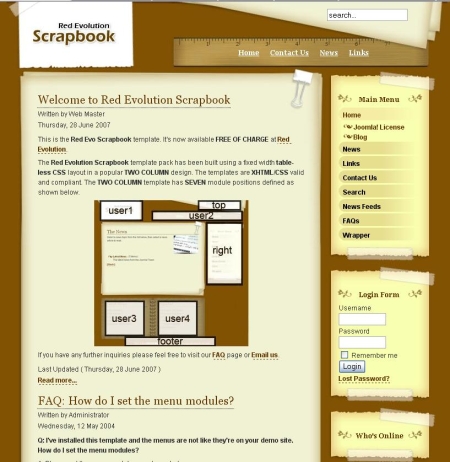 Red Evolution
Scrapbook
search...
Home Contact Us News Links
Welcome to Red Evolution Scrapbook
Written by Web Master
Thursday, 28 June 2007
This is the Red Evo Scrapbook template. It's now available FREE OF CHARGE at Red
Evolution.
The Red Evolution Scrapbook template pack has been built using a fixed width table-
less CSS layout in a popular TWO COLUMN design. The templates are XHTML/CSS
valid and compliant. The TWO COLUMN template has SEVEN module positions defined as
shown below.
user1
top
user2
The News
right
user3
user4
footer
If you have any further inquiries please feel free to visit our FAQ page or Email us.
Last Updated ( Thursday, 28 June 2007 )
Read more...
FAQ: How do I set the menu modules?
Written by Administrator
Wednesday, 12 May 2004
Q: I've installed this template and the menus are not like they're on your demo site.
How do I set the menu modules?
Main Menu
Home
Joomla! License
Blog
News
Links
Contact Us
Search
News Feeds
FAQs
Wrapper
Login Form
Username
Password
Remember me
Login
Lost Password?
Who's Online